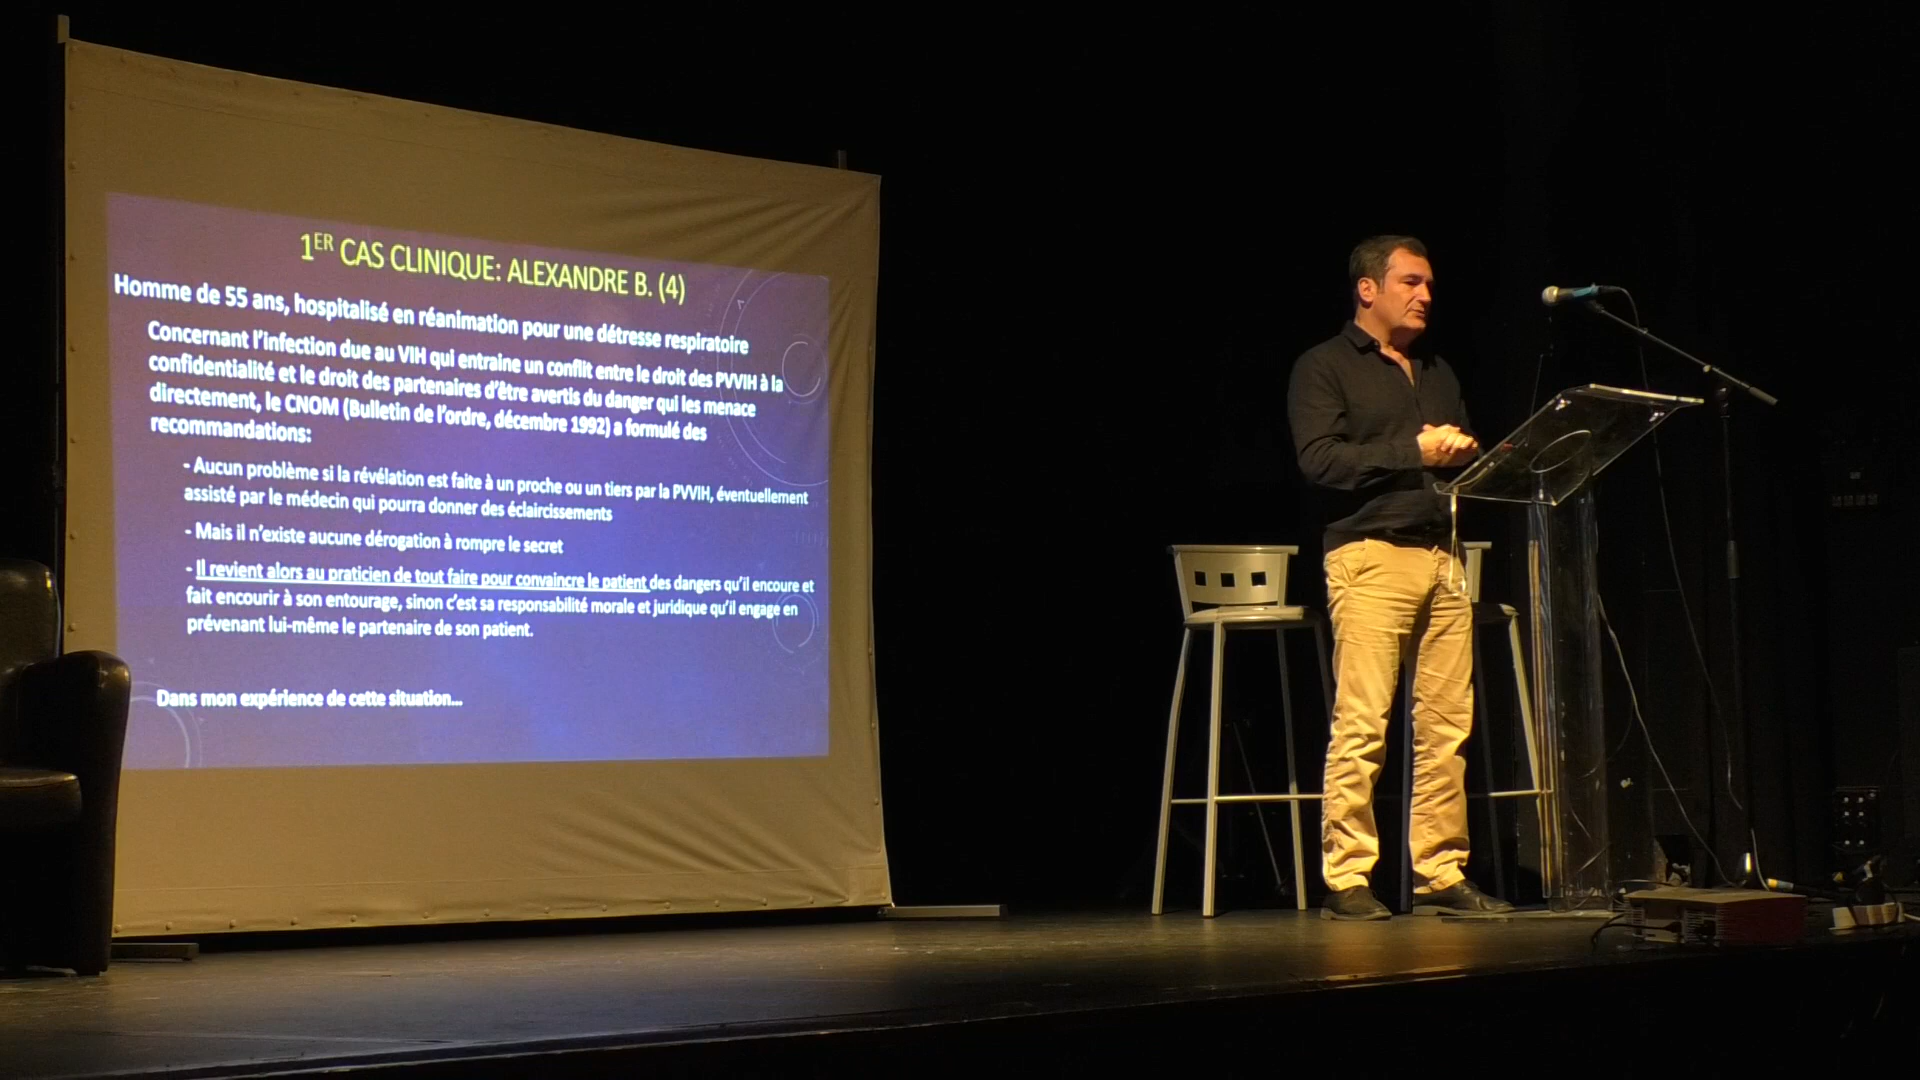 1ER CAS CLINIQUE: ALEXANDRE B. (4)
Homme de 55 ans, hospitalisé en réanimation pour une détresse respiratoire
Concernant l'infection due au VIH qui entraine un conflit entre le droit des PVVIH à la
confidentialité et le droit des partenaires d'être avertis du danger qui les menace
directement, le CNOM (Bulletin de l'ordre, décembre 1992) a formulé des
recommandations:
- Aucun problème si la révélation est faite à un proche ou un tiers par la PVVIH, éventuellement
assisté par le médecin qui pourra donner des éclaircissements
- Mais il n'existe aucune dérogation à rompre le secret
- Il revient alors au praticien de tout faire pour convaincre le patient des dangers qu'il encoure et
fait encourir à son entourage, sinon c'est sa responsabilité morale et juridique qu'il engage en
prévenant lui-même le partenaire de son patient.
Dans mon expérience de cette situation...